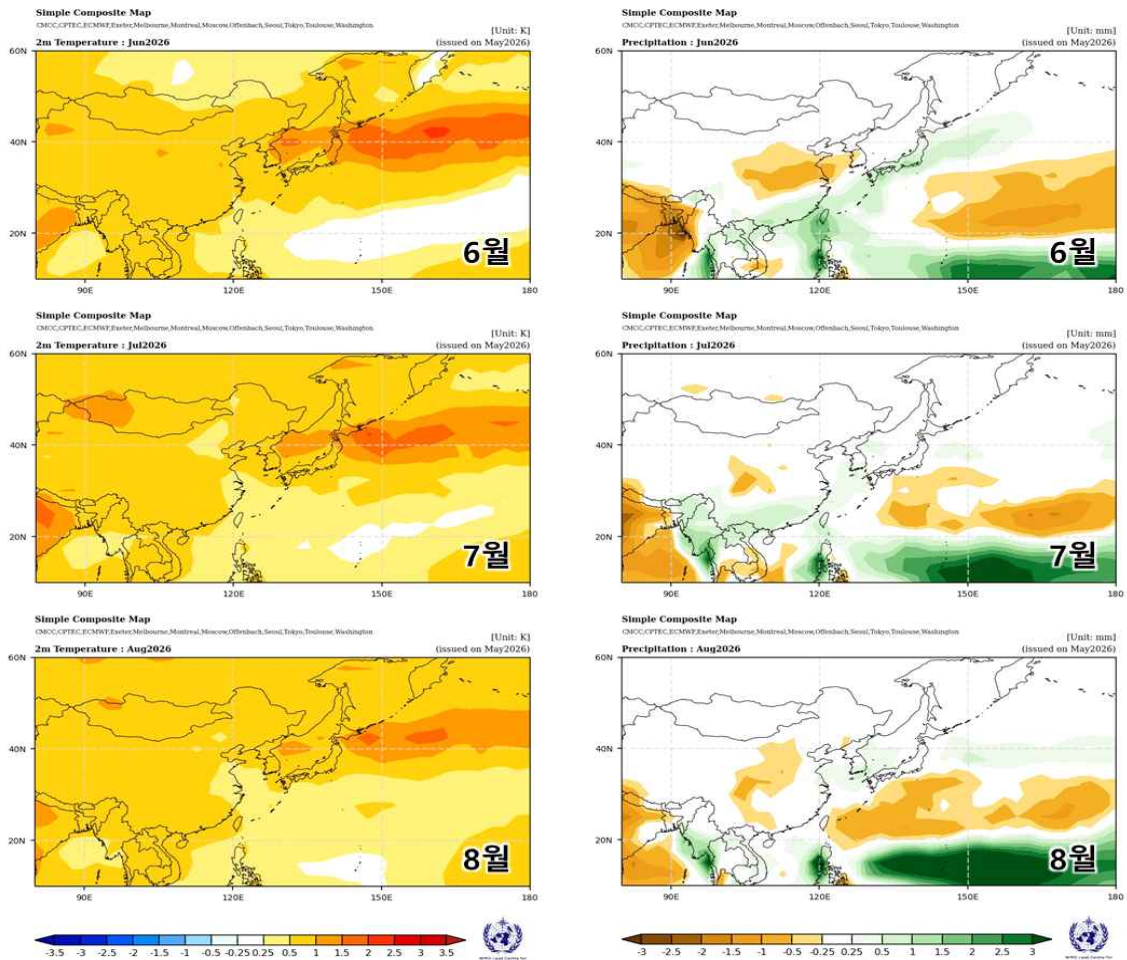 Simple Composite Map
CMCC,CPTEC,ECMWF,Exeter,Melbourne,Montreal,Moscow,Offenbach,Seoul,Tokyo,Toulouse,Washington
[Unit: K]
2m Temperature : Jun2026
(issued on May2026)
60N
40N
20N
90E
120E
150E
180
6월
Simple Composite Map
CMCC,CPTEC,ECMWF,Exeter,Melbourne,Montreal,Moscow,Offenbach,Seoul,Tokyo,Toulouse,Washington
[Unit: mm]
Precipitation : Jun2026
(issued on May2026)
60N
40N
20N
90E
120E
150E
180
6월
Simple Composite Map
CMCC,CPTEC,ECMWF,Exeter,Melbourne,Montreal,Moscow,Offenbach,Seoul,Tokyo,Toulouse,Washington
[Unit: K]
2m Temperature : Jul2026
(issued on May2026)
60N
40N
20N
90E
120E
150E
180
7월
Simple Composite Map
CMCC,CPTEC,ECMWF,Exeter,Melbourne,Montreal,Moscow,Offenbach,Seoul,Tokyo,Toulouse,Washington
[Unit: mm]
Precipitation : Jul2026
(issued on May2026)
60N
40N
20N
90E
120E
150E
180
7월
Simple Composite Map
CMCC,CPTEC,ECMWF,Exeter,Melbourne,Montreal,Moscow,Offenbach,Seoul,Tokyo,Toulouse,Washington
[Unit: K]
2m Temperature : Aug2026
(issued on May2026)
60N
40N
20N
90E
120E
150E
180
8월
Simple Composite Map
CMCC,CPTEC,ECMWF,Exeter,Melbourne,Montreal,Moscow,Offenbach,Seoul,Tokyo,Toulouse,Washington
[Unit: mm]
Precipitation : Aug2026
(issued on May2026)
60N
40N
20N
90E
120E
150E
180
8월
-3.5 -3 -2.5 -2 -1.5 -1 -0.5 -0.25 0.25 0.5 1 1.5 2 2.5 3 3.5
-3 -2.5 -2 -1.5 -1 -0.5 -0.25 0.25 0.5 1 1.5 2 2.5 3